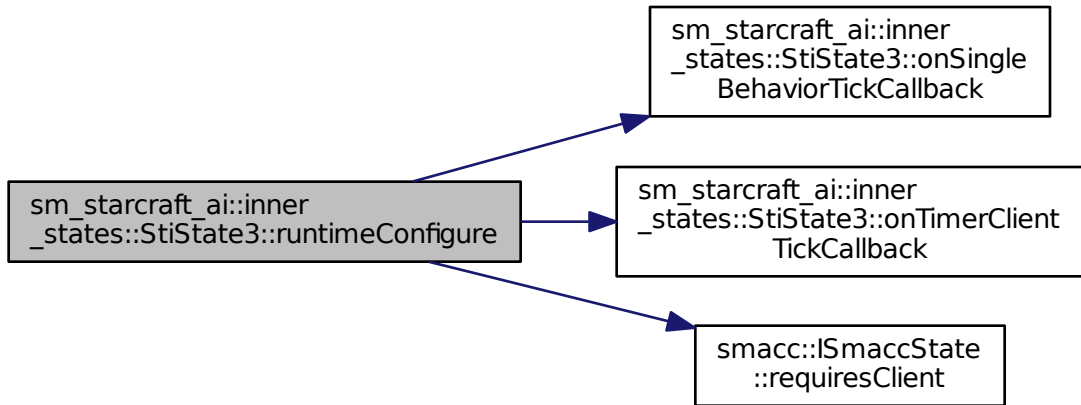 sm_starcraft_ai::inner
_states::StiState3::onSingle
BehaviorTickCallback
sm_starcraft_ai::inner
_states::StiState3::runtimeConfigure
sm_starcraft_ai::inner
_states::StiState3::onTimerClient
TickCallback
smacc::ISmaccState
::requiresClient